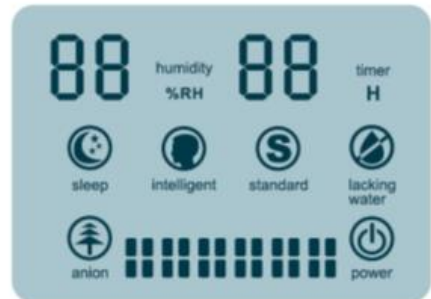 88 humidity %RH 88 timer H
sleep intelligent S standard lacking water
anion power